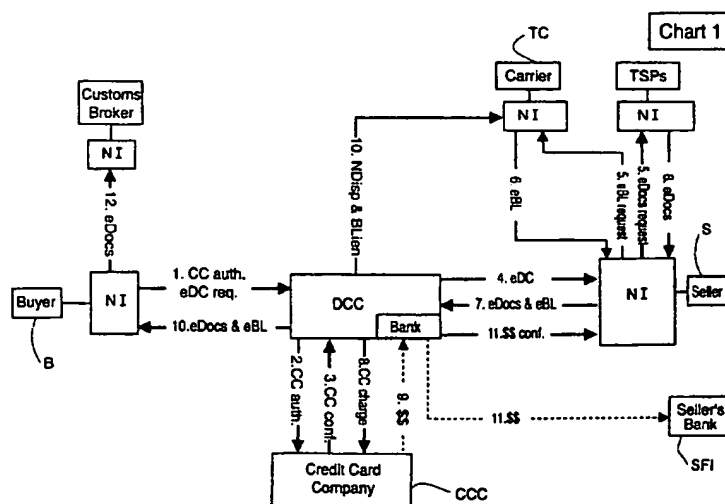 TC
Chart 1
Carrier
TSPs
Customs
Broker
NI
NI
NI
10. NDisp & BLien
6. eBL
5. eBL
request
5. eDocs request
6. eDocs
12. eDocs
S
1. CC auth.
eDC req.
4. eDC
Buyer
NI
DCC
7. eDocs & eBL
NI
Seller
10.eDocs & eBL
Bank
11.$$ conf.
B
2.CC auth.
3.CC conf.
8.CC charge
9. $$
11.$$
Seller's
Bank
SFI
Credit Card
Company
CCC